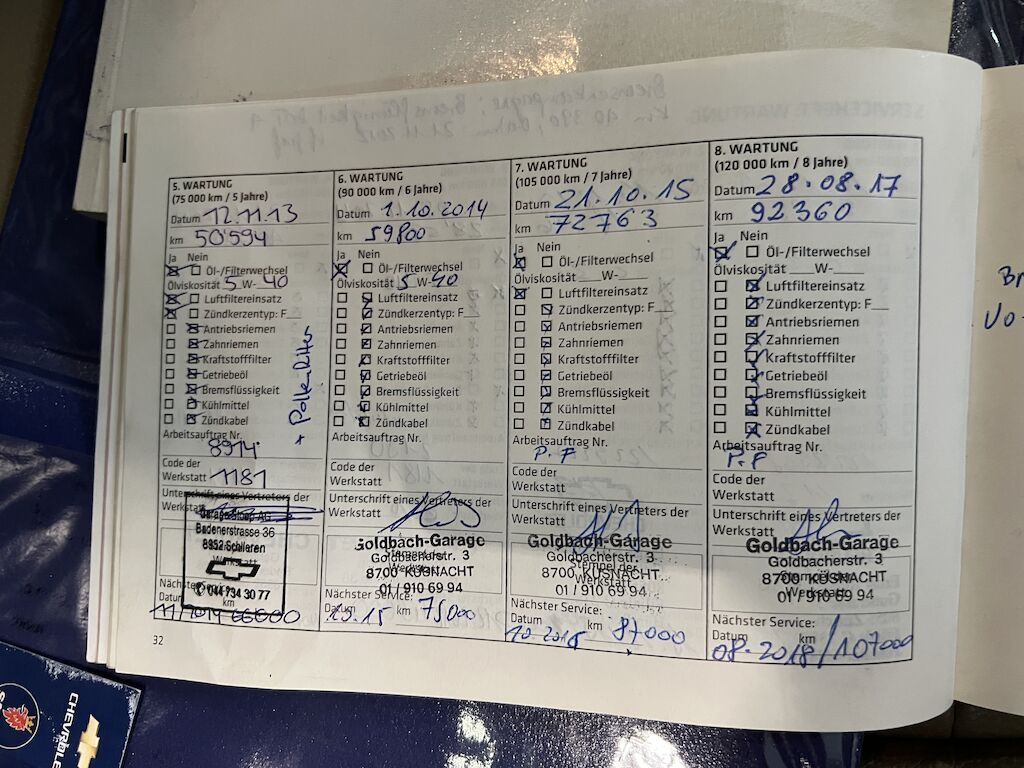 5. WARTUNG
(75 000 km / 5 Jahre)
Datum 12.11.13
km 50'594
Ja Nein
Öl-/Filterwechsel
Ölviskosität 5 W- 40
Luftfiltereinsatz
Zündkerzentyp: F
Antriebsriemen
Zahnriemen
Kraftstofffilter
Getriebeöl
Bremsflüssigkeit
Kühlmittel
Zündkabel
Arbeitsauftrag Nr.
8914
Code der
Werkstatt 1181
Unterschrift eines Vertreters der
Werkstatt
Badenerstrasse 36
8952 Schlieren
044 734 30 77
Nächster Service:
Datum km
6. WARTUNG
(90 000 km / 6 Jahre)
Datum 1.10.2014
km 59800
Ja Nein
Öl-/Filterwechsel
Ölviskosität 5 W- 40
Luftfiltereinsatz
Zündkerzentyp: F
Antriebsriemen
Zahnriemen
Kraftstofffilter
Getriebeöl
Bremsflüssigkeit
Kühlmittel
Zündkabel
Arbeitsauftrag Nr.
Code der
Werkstatt
Unterschrift eines Vertreters der
Werkstatt
Goldbach-Garage
Goldbacherstr. 3
8700 KÜSNACHT
01 / 910 69 94
Nächster Service:
Datum 10.15 km 75000
7. WARTUNG
(105 000 km / 7 Jahre)
Datum 21.10.15
km 72763
Ja Nein
Öl-/Filterwechsel
Ölviskosität W-
Luftfiltereinsatz
Zündkerzentyp: F
Antriebsriemen
Zahnriemen
Kraftstofffilter
Getriebeöl
Bremsflüssigkeit
Kühlmittel
Zündkabel
Arbeitsauftrag Nr.
P.F
Code der
Werkstatt
Unterschrift eines Vertreters der
Werkstatt
Goldbach-Garage
Goldbacherstr. 3
8700 KÜSNACHT
01 / 910 69 94
Nächster Service:
Datum km 87000
8. WARTUNG
(120 000 km / 8 Jahre)
Datum 28.08.17
km 92360
Ja Nein
Öl-/Filterwechsel
Ölviskosität W-
Luftfiltereinsatz
Zündkerzentyp: F
Antriebsriemen
Zahnriemen
Kraftstofffilter
Getriebeöl
Bremsflüssigkeit
Kühlmittel
Zündkabel
Arbeitsauftrag Nr.
P.F
Code der
Werkstatt
Unterschrift eines Vertreters der
Werkstatt
Goldbach-Garage
Goldbacherstr. 3
8700 KÜSNACHT
01 / 910 69 94
Nächster Service:
Datum km
08.2018/107000
32